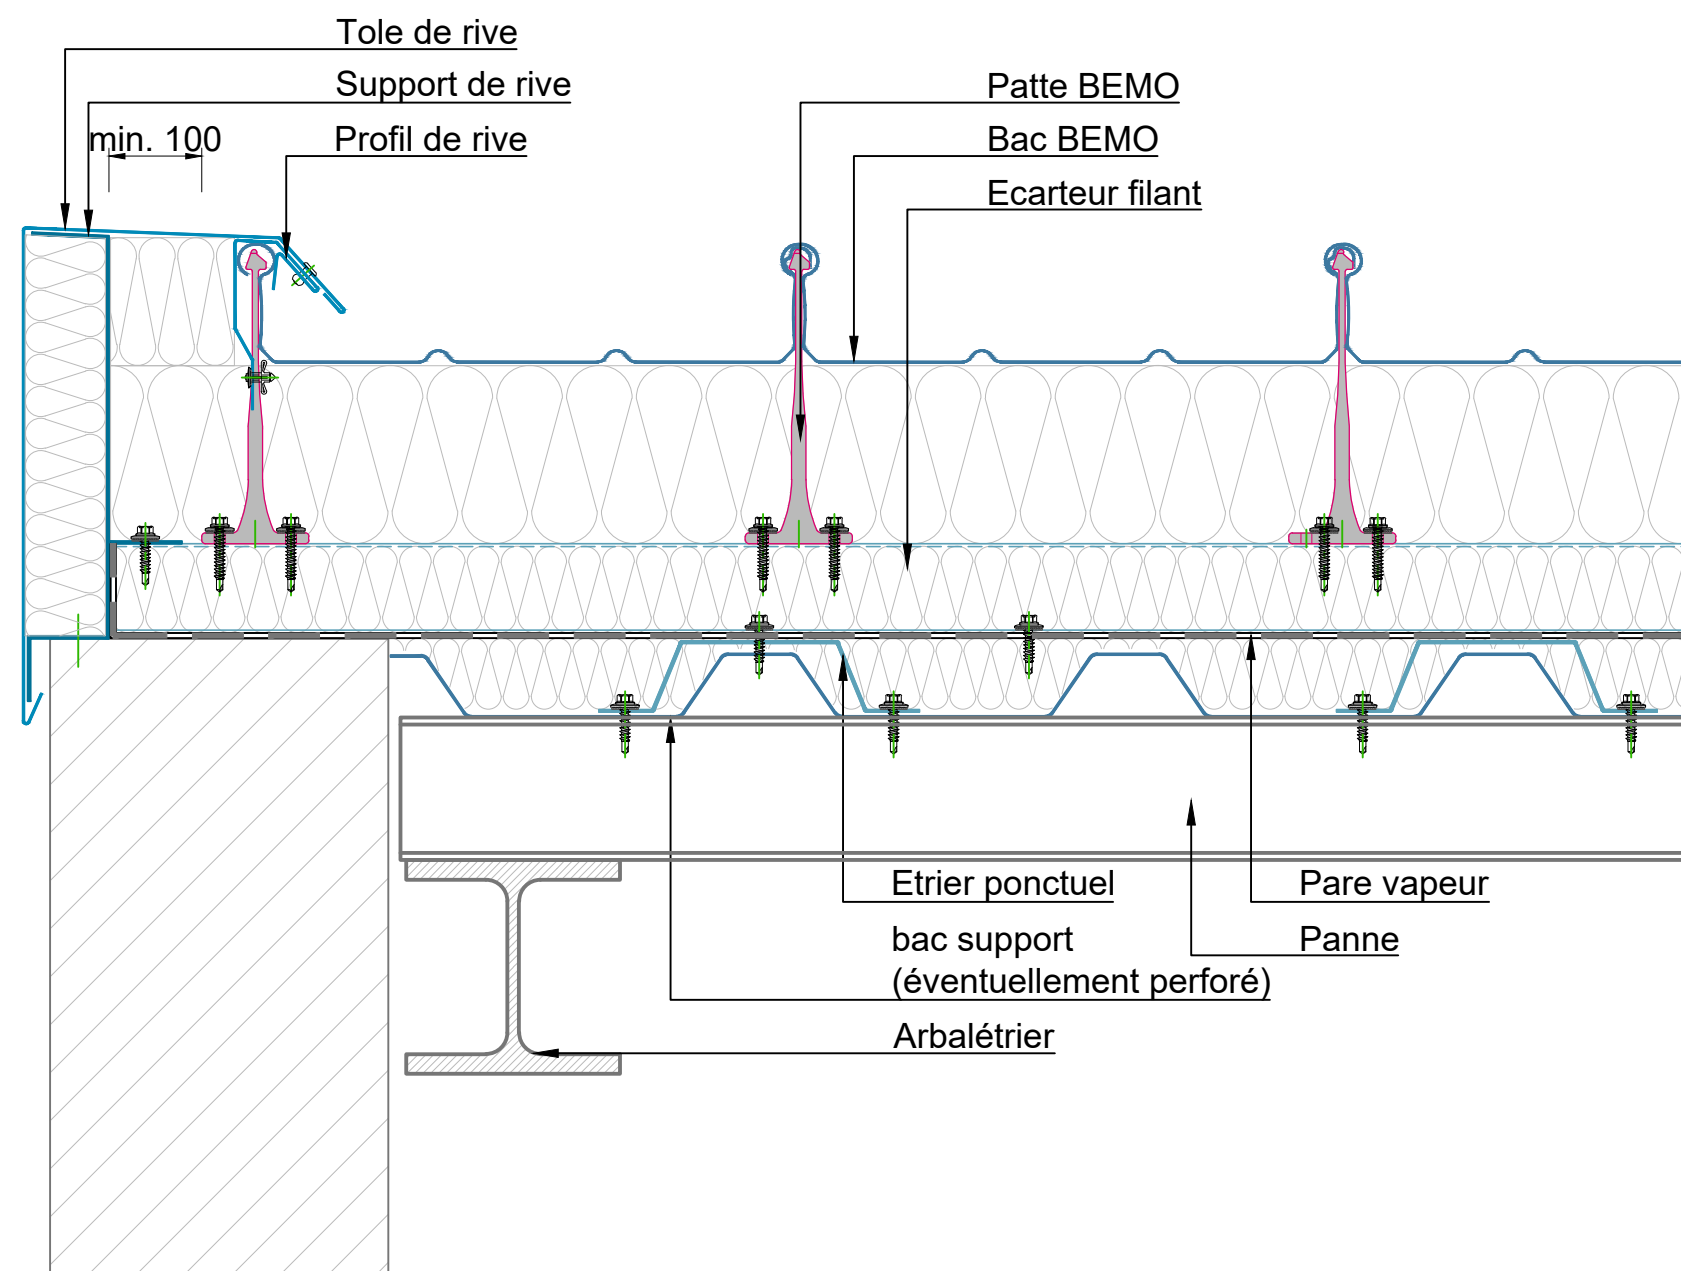 Tole de rive
Support de rive
min. 100
Profil de rive
Patte BEMO
Bac BEMO
Ecarteur filant
Etrier ponctuel
bac support
(éventuellement perforé)
Arbalétrier
Pare vapeur
Panne